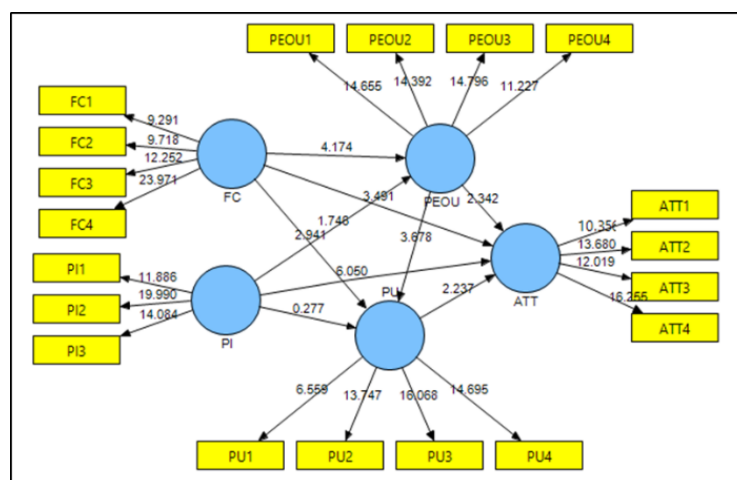 PEOU1
PEOU2
PEOU3
PEOU4
14.655
14.392
14.796
11.227
FC1
FC2
FC3
FC4
9.291
9.718
12.252
23.971
FC
4.174
PEOU
3.491
2.342
1.748
2.941
3.678
ATT1
ATT2
ATT3
ATT4
13.680
12.019
16.255
ATT
PI1
PI2
PI3
11.886
19.990
14.084
PI
6.050
0.277
PU
2.237
6.559
13.747
16.068
14.695
PU1
PU2
PU3
PU4